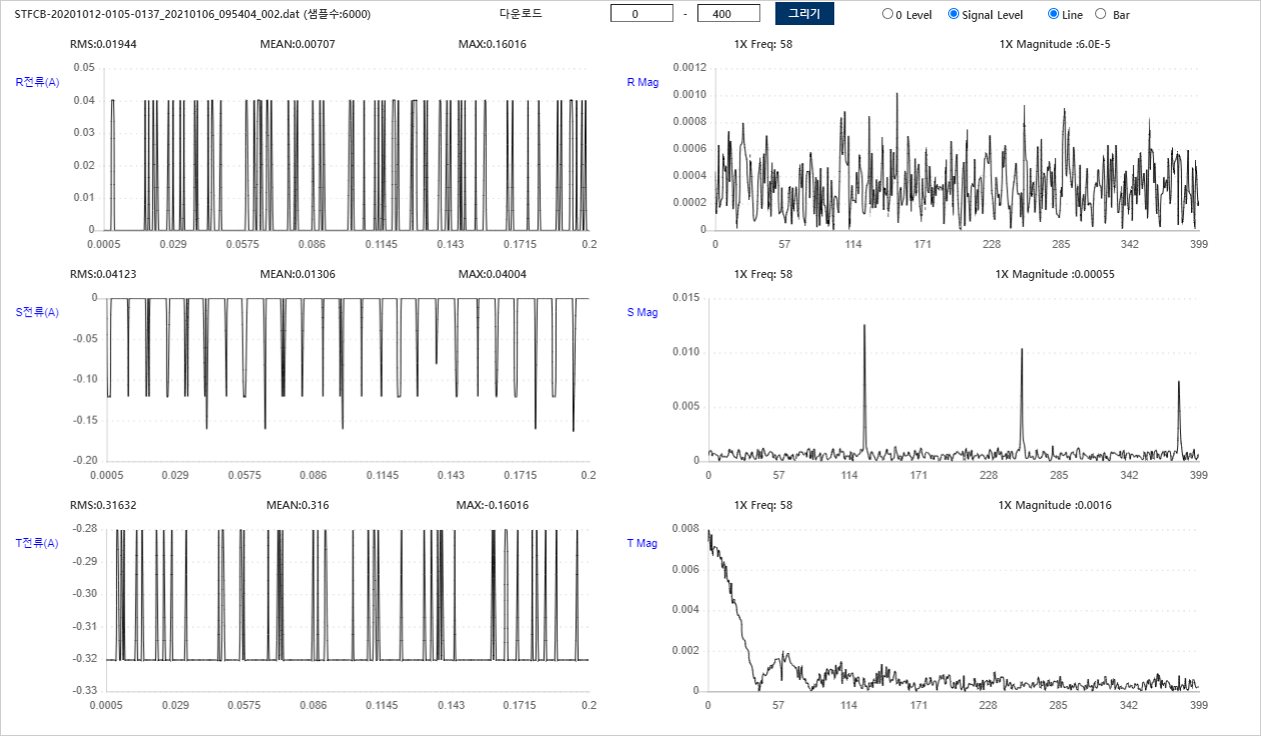 STFCB-20201012-0105-0137_20210106_095404_002.dat (샘플수:6000) 다운로드 0 - 400 그리기 0 Level Signal Level Line Bar
RMS:0.01944 MEAN:0.00707 MAX:0.16016 1X Freq: 58 1X Magnitude :6.0E-5
R전류(A)
0.05
0.04
0.03
0.02
0.01
0
0.0005 0.029 0.0575 0.086 0.1145 0.143 0.1715 0.2
R Mag
0.0012
0.0010
0.0008
0.0006
0.0004
0.0002
0
0 57 114 171 228 285 342 399
RMS:0.04123 MEAN:0.01306 MAX:0.04004 1X Freq: 58 1X Magnitude :0.00055
S전류(A)
0
-0.05
-0.10
-0.15
-0.20
0.0005 0.029 0.0575 0.086 0.1145 0.143 0.1715 0.2
S Mag
0.015
0.010
0.005
0
0 57 114 171 228 285 342 399
RMS:0.31632 MEAN:0.316 MAX:-0.16016 1X Freq: 58 1X Magnitude :0.0016
T전류(A)
-0.28
-0.29
-0.30
-0.31
-0.32
-0.33
0.0005 0.029 0.0575 0.086 0.1145 0.143 0.1715 0.2
T Mag
0.008
0.006
0.004
0.002
0
0 57 114 171 228 285 342 399